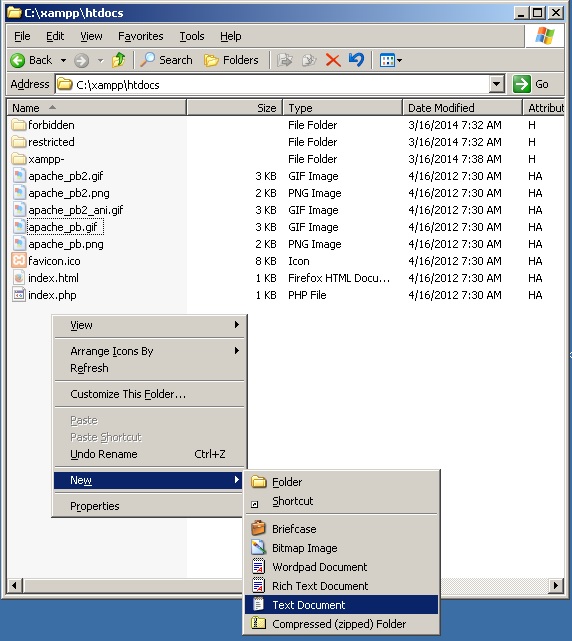 C:\xampp\htdocs
File Edit View Favorites Tools Help
Back Search Folders
Address C:\xampp\htdocs Go
Name Size Type Date Modified Attribut
forbidden File Folder 3/16/2014 7:32 AM H
restricted File Folder 3/16/2014 7:32 AM H
xampp- File Folder 3/16/2014 7:38 AM H
apache_pb2.gif 3 KB GIF Image 4/16/2012 7:30 AM HA
apache_pb2.png 2 KB PNG Image 4/16/2012 7:30 AM HA
apache_pb2_ani.gif 3 KB GIF Image 4/16/2012 7:30 AM HA
apache_pb.gif 3 KB GIF Image 4/16/2012 7:30 AM HA
apache_pb.png 2 KB PNG Image 4/16/2012 7:30 AM HA
favicon.ico 8 KB Icon 4/16/2012 7:30 AM HA
index.html 1 KB Firefox HTML Docu... 4/16/2012 7:30 AM HA
index.php 1 KB PHP File 4/16/2012 7:30 AM HA
View
Arrange Icons By
Refresh
Customize This Folder...
Paste
Paste Shortcut
Undo Rename Ctrl+Z
New
Properties
Folder
Shortcut
Briefcase
Bitmap Image
Wordpad Document
Rich Text Document
Text Document
Compressed (zipped) Folder